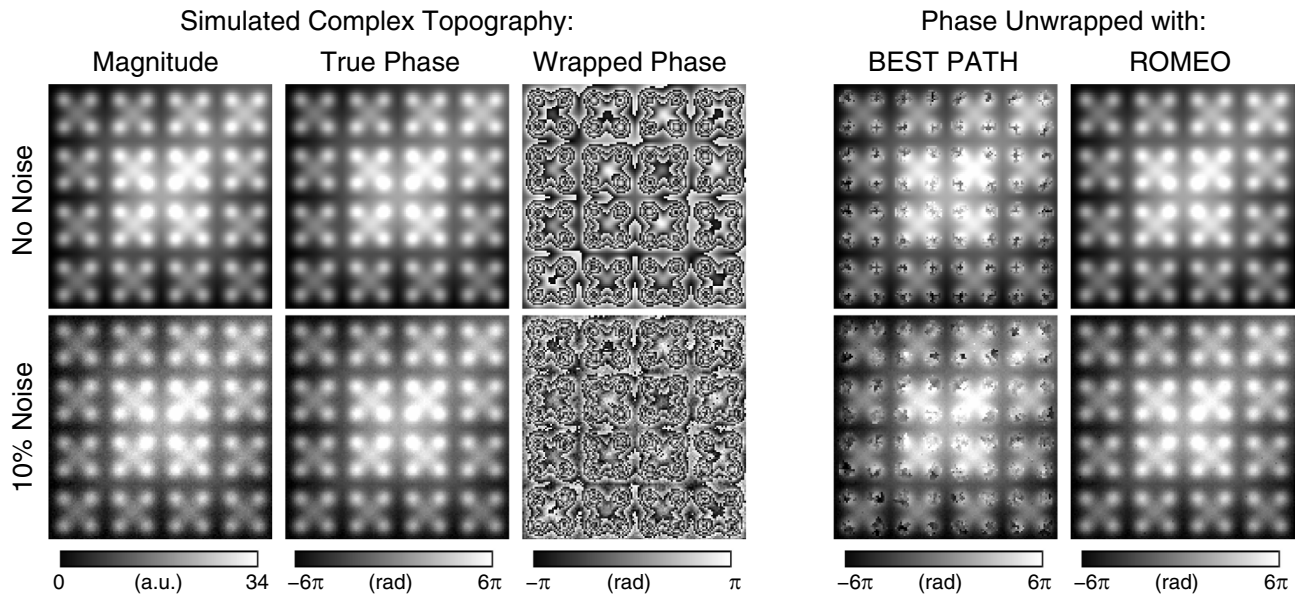 Simulated Complex Topography:
Phase Unwrapped with:
Magnitude
True Phase
Wrapped Phase
BEST PATH
ROMEO
No Noise
10% Noise
0 (a.u.) 34
−6π (rad) 6π
−π (rad) π
−6π (rad) 6π
−6π (rad) 6π